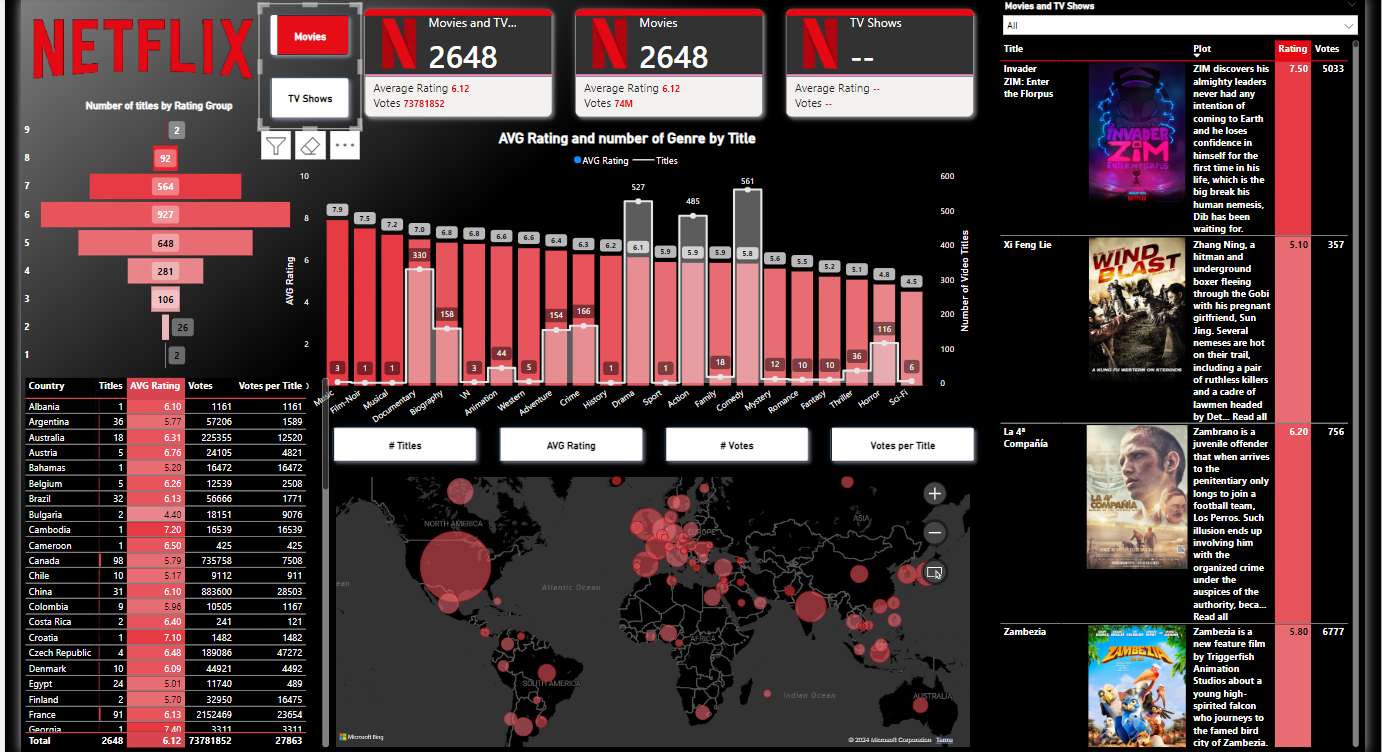 NETFLIX
Movies
TV Shows
Movies and TV...
2648
Average Rating 6.12
Votes 73781852
Movies
2648
Average Rating 6.12
Votes 74M
TV Shows
--
Average Rating --
Votes --
Number of titles by Rating Group
9 2
8 92
7 564
6 927
5 648
4 281
3 106
2 26
1 2
AVG Rating and number of Genre by Title
AVG Rating Titles
AVG Rating
10
8
6
4
2
600
500
400
300
200
100
0
Number of Video Titles
7.9 7.5 7.2 7.0 6.8 6.8 6.6 6.6 6.4 6.3 6.2 6.1 5.9 5.9 5.9 5.8 5.6 5.5 5.2 5.1 4.8 4.5
3 1 1 330 158 3 44 5 154 166 1 527 1 485 18 561 12 10 10 36 116 6
Music Film-Noir Musical Documentary Biography \N Animation Western Adventure Crime History Drama Sport Action Family Comedy Mystery Romance Fantasy Thriller Horror Sci-Fi
Country Titles AVG Rating Votes Votes per Title
Albania 1 6.10 1161 1161
Argentina 36 5.77 57206 1589
Australia 18 6.31 225355 12520
Austria 5 6.76 24105 4821
Bahamas 1 5.20 16472 16472
Belgium 5 6.26 12539 2508
Brazil 32 6.13 56666 1771
Bulgaria 2 4.40 18151 9076
Cambodia 1 7.20 16539 16539
Cameroon 1 6.50 425 425
Canada 98 5.79 735758 7508
Chile 10 5.17 9112 911
China 31 6.10 883600 28503
Colombia 9 5.96 10505 1167
Costa Rica 2 6.40 241 121
Croatia 1 7.10 1482 1482
Czech Republic 4 6.48 189086 47272
Denmark 10 6.09 44921 4492
Egypt 24 5.01 11740 489
Finland 2 5.70 32950 16475
France 91 6.13 2152469 23654
Georgia 1 7.40 3311 3311
Total 2648 6.12 73781852 27863
# Titles
AVG Rating
# Votes
Votes per Title
NORTH AMERICA
EUROPE
ASIA
ean
Atlantic Ocean
AFRICA
SOUTH AMERICA
Indian Ocean
AUSTRALIA
Microsoft Bing
© 2024 Microsoft Corporation Terms
Movies and TV Shows
All
Title Plot Rating Votes
Invader
ZIM: Enter
the Florpus
INVADER
ZIM
ENTER THE FLORPUS
ZIM discovers his
almighty leaders
never had any
intention of
coming to Earth
and he loses
confidence in
himself for the
first time in his
life, which is the
big break his
human nemesis,
Dib has been
waiting for.
7.50 5033
Xi Feng Lie
WIND
BLAST
A KUNG FU WESTERN ON STEROIDS
Zhang Ning, a
hitman and
underground
boxer fleeing
through the Gobi
with his pregnant
girlfriend, Sun
Jing. Several
nemeses are hot
on their trail,
including a pair
of ruthless killers
and a cadre of
lawmen headed
by Det... Read all
5.10 357
La 4ª
Compañía
LA 4ª
COMPAÑÍA
Zambrano is a
juvenile offender
that when arrives
to the
penitentiary only
longs to join a
football team,
Los Perros. Such
illusion ends up
involving him
with the
organized crime
under the
auspices of the
authority, beca...
Read all
6.20 756
Zambezia
ZAMBEZIA
Zambezia is a
new feature film
by Triggerfish
Animation
Studios about a
young high-
spirited falcon
who journeys to
the famed bird
city of Zambezia.
5.80 6777